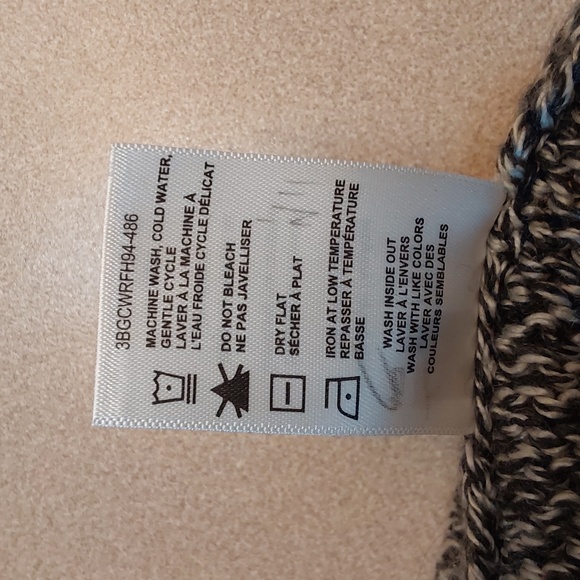 3BGCWRFH94-486
MACHINE WASH, COLD WATER,
GENTLE CYCLE
LAVER À LA MACHINE À
L'EAU FROIDE CYCLE DÉLICAT
DO NOT BLEACH
NE PAS JAVELLISER
DRY FLAT
SÉCHER À PLAT
IRON AT LOW TEMPERATURE
REPASSER À TEMPÉRATURE
BASSE
WASH INSIDE OUT
LAVER À L'ENVERS
WASH WITH LIKE COLORS
LAVER AVEC DES
COULEURS SEMBLABLES